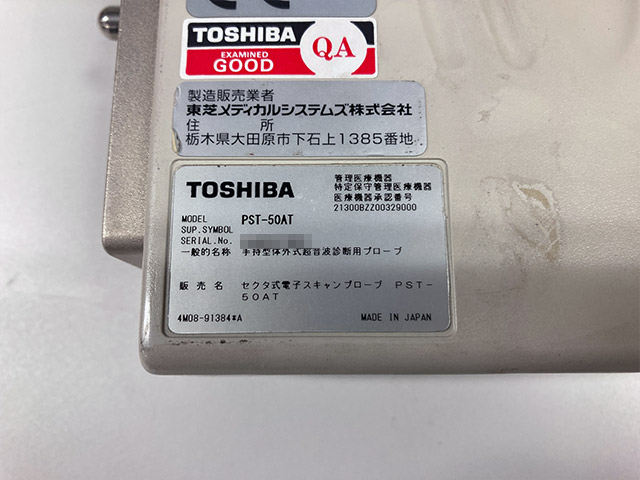 CE
TOSHIBA
EXAMINED
GOOD
QA
製造販売業者
東芝メディカルシステムズ株式会社
住 所
栃木県大田原市下石上1385番地
TOSHIBA
管理医療機器
特定保守管理医療機器
医療機器承認番号
21300BZZ00329000
MODEL PST-50AT
SUP.SYMBOL
SERIAL.No.
一般的名称 手持型体外式超音波診断用プローブ
販売名 セクタ式電子スキャンプローブ PST-
50AT
4M08-91384*A
MADE IN JAPAN